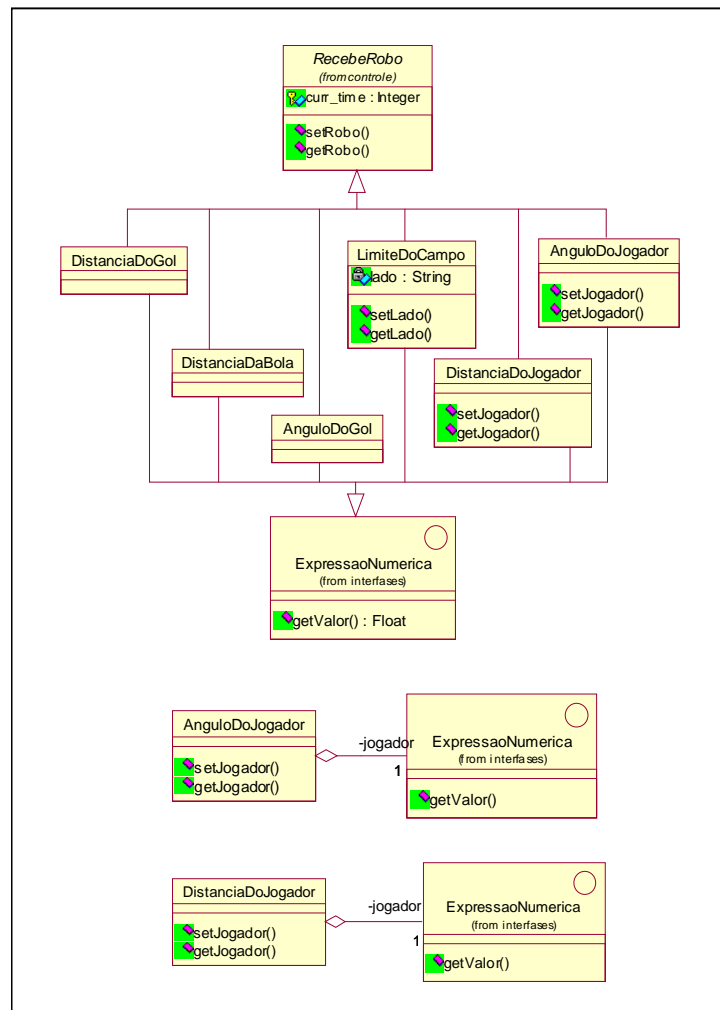 RecebeRobo
(from controle)
curr_time : Integer
setRobo()
getRobo()
DistanciaDoGol
DistanciaDaBola
AnguloDoGol
LimiteDoCampo
lado : String
setLado()
getLado()
DistanciaDoJogador
setJogador()
getJogador()
AnguloDoJogador
setJogador()
getJogador()
ExpressaoNumerica
(from interfases)
getValor() : Float
AnguloDoJogador
setJogador()
getJogador()
-jogador
1
ExpressaoNumerica
(from interfases)
getValor()
DistanciaDoJogador
setJogador()
getJogador()
-jogador
1
ExpressaoNumerica
(from interfases)
getValor()